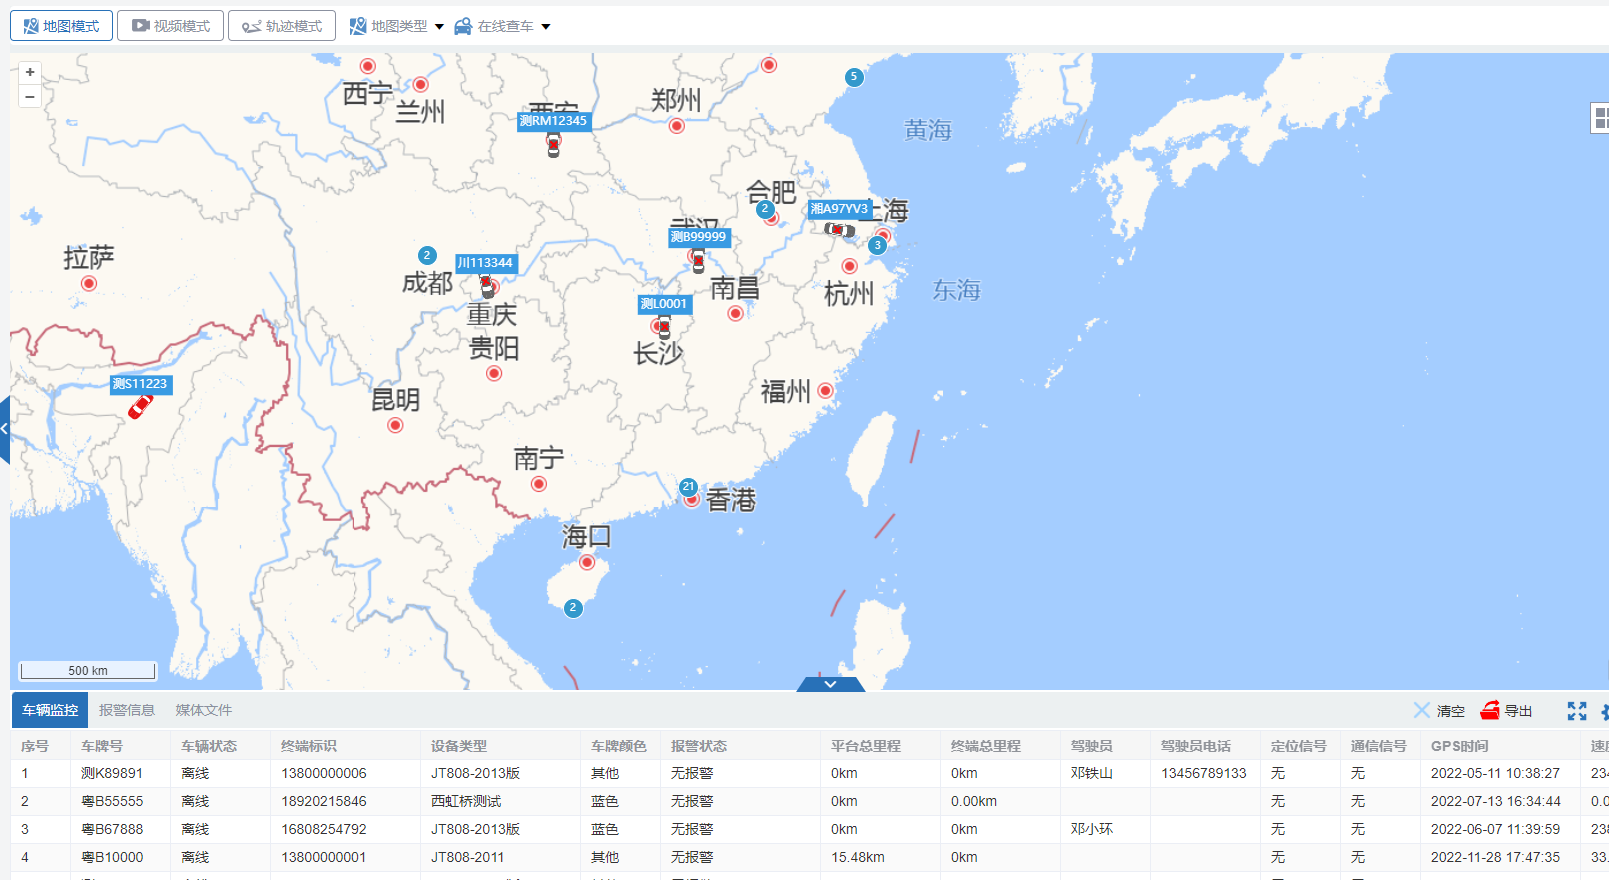 地图模式 视频模式 轨迹模式 地图类型 在线查车
+
−
西宁
兰州
西安
测RM12345
郑州
5
黄海
合肥
2
湘A97YV3
上海
3
武汉
测B99999
拉萨
2
成都
川113344
重庆
南昌
杭州
东海
测L0001
长沙
贵阳
测S11223
昆明
福州
南宁
21
香港
海口
2
500 km
车辆监控 报警信息 媒体文件 清空 导出
序号 车牌号 车辆状态 终端标识 设备类型 车牌颜色 报警状态 平台总里程 终端总里程 驾驶员 驾驶员电话 定位信号 通信信号 GPS时间
1 测K89891 离线 13800000006 JT808-2013版 其他 无报警 0km 0km 邓铁山 13456789133 无 无 2022-05-11 10:38:27 234
2 粤B55555 离线 18920215846 西虹桥测试 蓝色 无报警 0km 0.00km 无 无 2022-07-13 16:34:44 0.0
3 粤B67888 离线 16808254792 JT808-2013版 蓝色 无报警 0km 0km 邓小环 无 无 2022-06-07 11:39:59 238
4 粤B10000 离线 13800000001 JT808-2011 其他 无报警 15.48km 0km 无 无 2022-11-28 17:47:35 33.